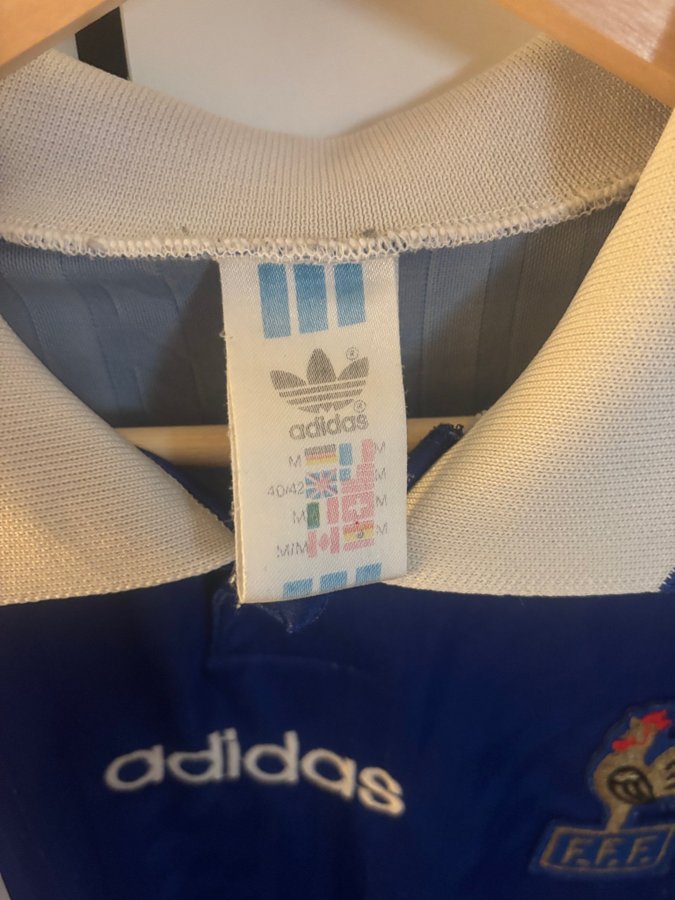 ®
®
adidas
M M
40/42 M
M M
M/M M
adidas
F.F.F.